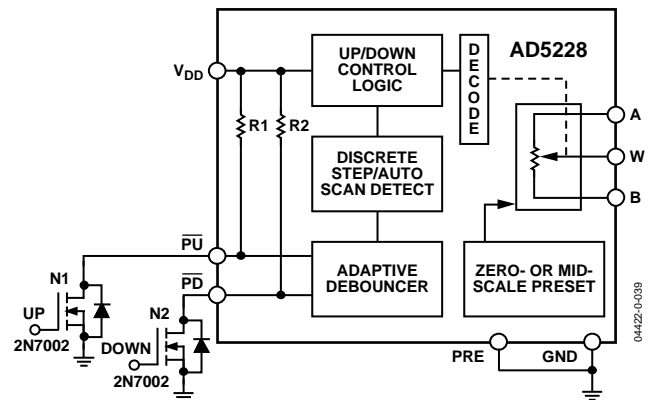 AD5228
UP/DOWN
CONTROL
LOGIC
DECODE
VDD
R1
R2
A
W
B
DISCRETE
STEP/AUTO
SCAN DETECT
PU
PD
ADAPTIVE
DEBOUNCER
ZERO- OR MID-
SCALE PRESET
N1
UP
2N7002
N2
DOWN
2N7002
PRE
GND
04422-0-039